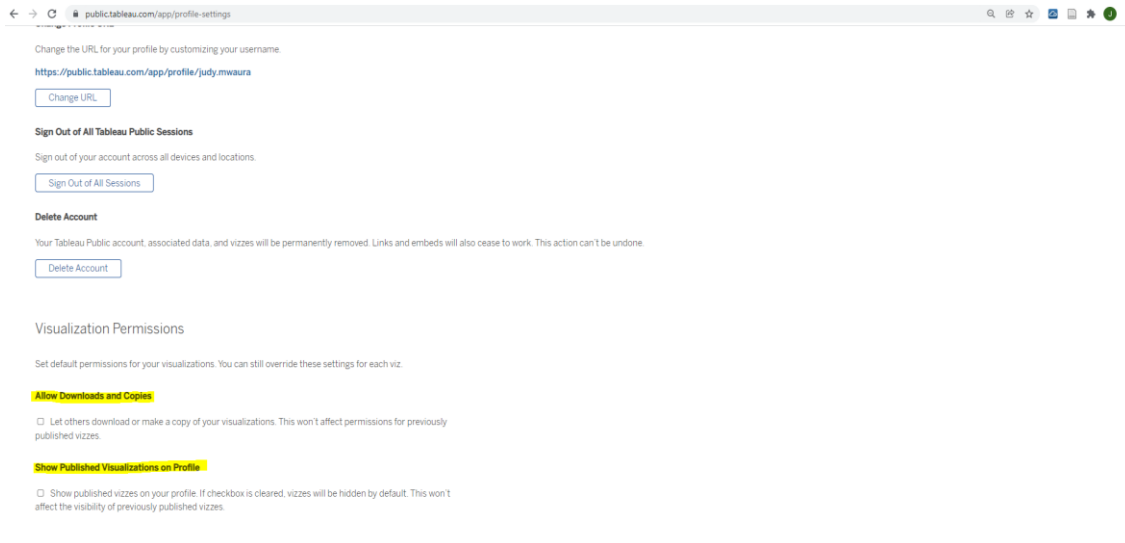 public.tableau.com/app/profile-settings
Change Profile URL
Change the URL for your profile by customizing your username.
https://public.tableau.com/app/profile/judy.mwaura
Change URL
Sign Out of All Tableau Public Sessions
Sign out of your account across all devices and locations.
Sign Out of All Sessions
Delete Account
Your Tableau Public account, associated data, and vizzes will be permanently removed. Links and embeds will also cease to work. This action can't be undone.
Delete Account
Visualization Permissions
Set default permissions for your visualizations. You can still override these settings for each viz.
Allow Downloads and Copies
Let others download or make a copy of your visualizations. This won't affect permissions for previously
published vizzes.
Show Published Visualizations on Profile
Show published vizzes on your profile. If checkbox is cleared, vizzes will be hidden by default. This won't
affect the visibility of previously published vizzes.
J